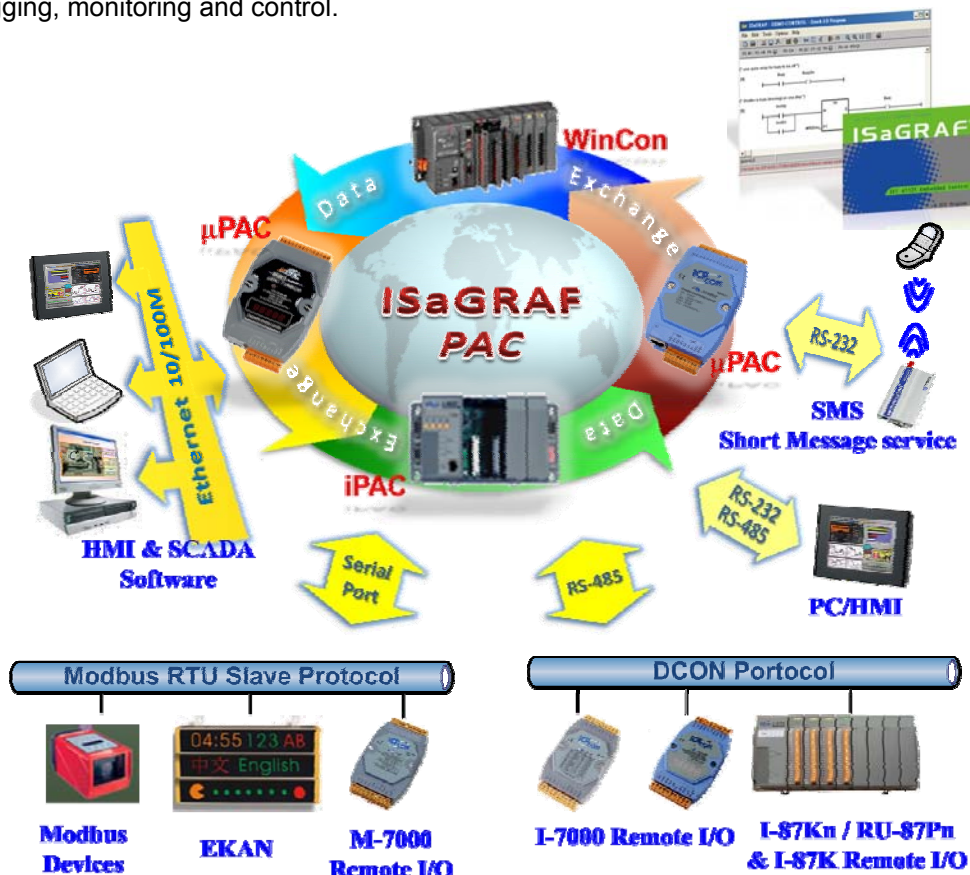 ging, monitoring and control.
ISaGRAF
WinCon
Data
Exchange
µPAC
ISaGRAF
PAC
µPAC
RS-232
SMS
Short Message service
Ethernet 10/100M
Exchange
Data
iPAC
HMI & SCADA
Software
Serial
Port
RS-485
RS-232
RS-485
PC/HMI
Modbus RTU Slave Protocol
DCON Portocol
04:55 123 AB
中文 English
Modbus
Devices
EKAN
M-7000
Remote I/O
I-7000 Remote I/O
I-87Kn / RU-87Pn
& I-87K Remote I/O